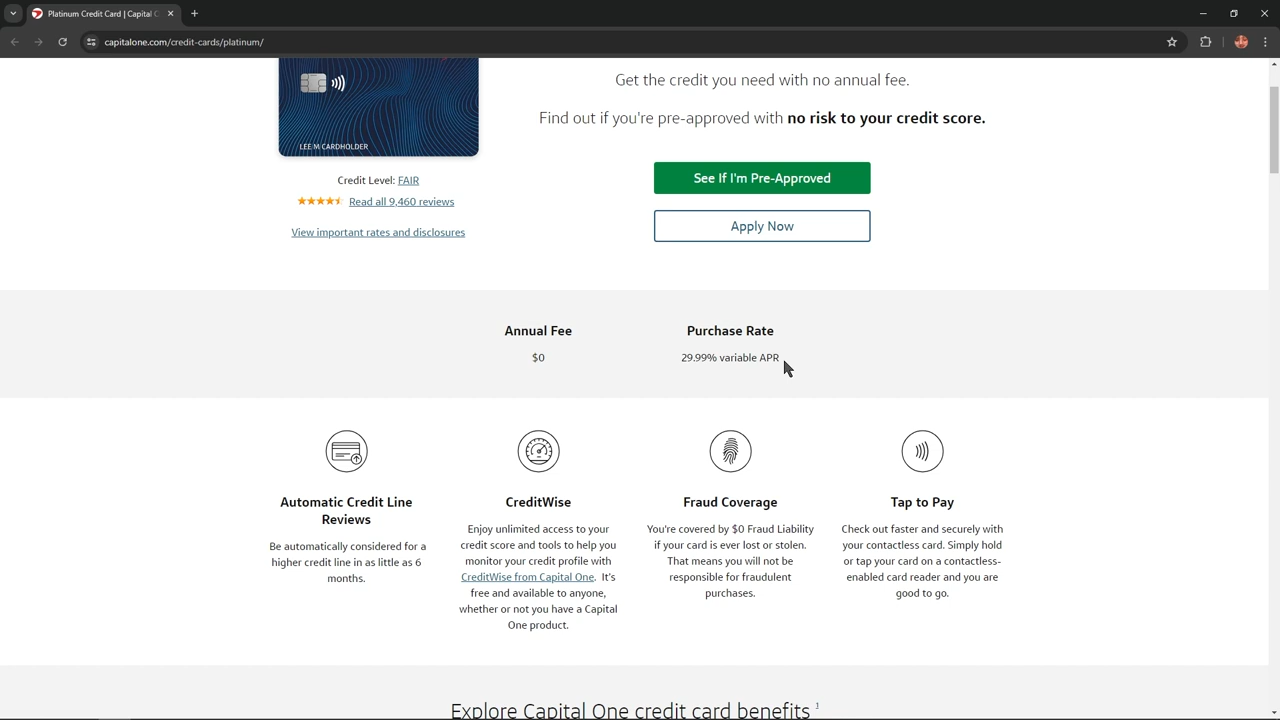 Platinum Credit Card | Capital O
capitalone.com/credit-cards/platinum/
LEE M CARDHOLDER
Credit Level: FAIR
Read all 9,460 reviews
View important rates and disclosures
Get the credit you need with no annual fee.
Find out if you're pre-approved with no risk to your credit score.
See If I'm Pre-Approved
Apply Now
Annual Fee
$0
Purchase Rate
29.99% variable APR
Automatic Credit Line
Reviews
Be automatically considered for a
higher credit line in as little as 6
months.
CreditWise
Enjoy unlimited access to your
credit score and tools to help you
monitor your credit profile with
CreditWise from Capital One. It's
free and available to anyone,
whether or not you have a Capital
One product.
Fraud Coverage
You're covered by $0 Fraud Liability
if your card is ever lost or stolen.
That means you will not be
responsible for fraudulent
purchases.
Tap to Pay
Check out faster and securely with
your contactless card. Simply hold
or tap your card on a contactless-
enabled card reader and you are
good to go.
Explore Capital One credit card benefits 1